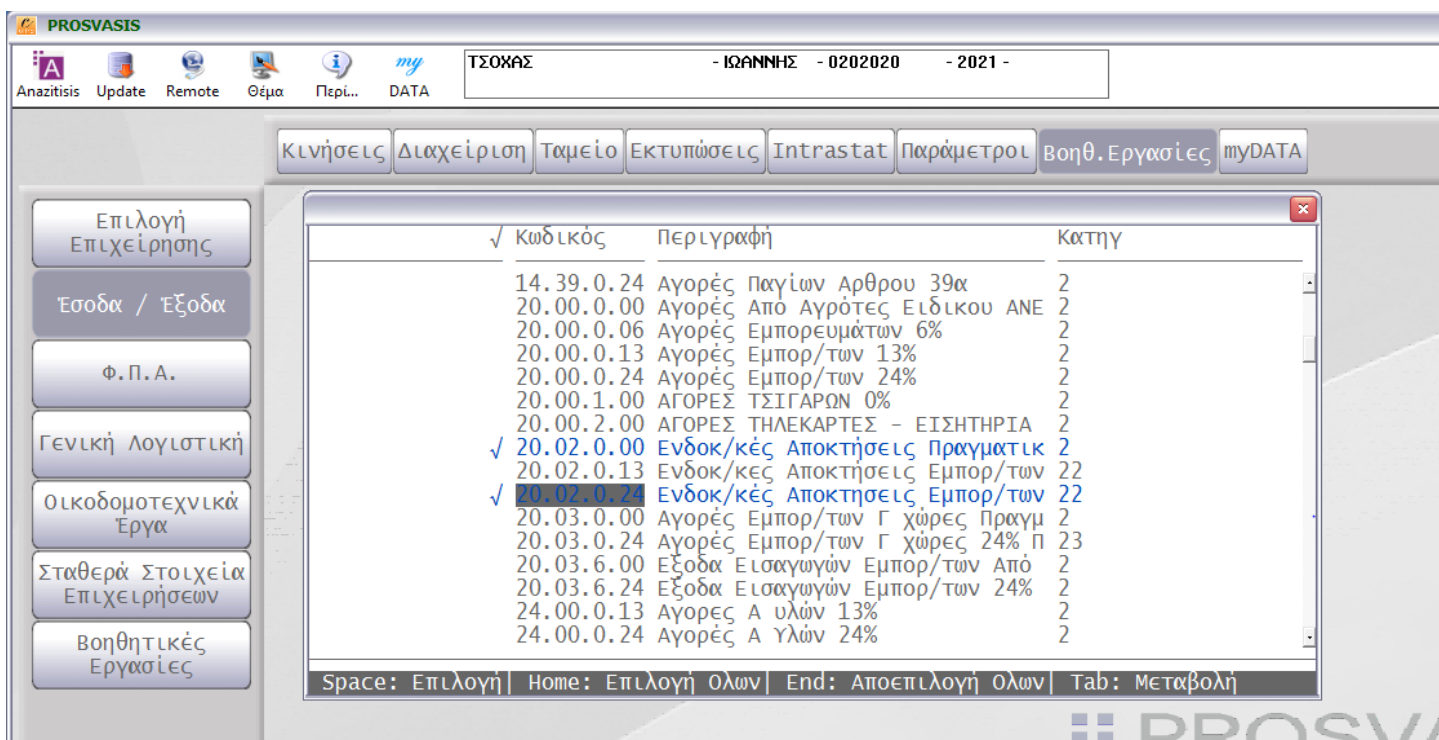 PROSVASIS
ΤΣΟΧΑΣ - ΙΩΑΝΝΗΣ - 0202020 - 2021 -
A my
Anazitisis Update Remote Θέμα Περί... DATA
Κινήσεις Διαχείριση Ταμείο Εκτυπώσεις Intrastat Παράμετροι Βοηθ.Εργασίες myDATA
Επιλογή
Επιχείρησης
Έσοδα / Έξοδα
Φ.Π.Α.
Γενική Λογιστική
Οικοδομοτεχνικά
Έργα
Σταθερά Στοιχεία
Επιχειρήσεων
Βοηθητικές
Εργασίες
√ Κωδικός Περιγραφή Κατηγ
14.39.0.24 Αγορές Παγίων Αρθρου 39α 2
20.00.0.00 Αγορές Από Αγρότες Ειδικου ΑΝΕ 2
20.00.0.06 Αγορές Εμπορευμάτων 6% 2
20.00.0.13 Αγορές Εμπορ/των 13% 2
20.00.0.24 Αγορές Εμπορ/των 24% 2
20.00.1.00 ΑΓΟΡΕΣ ΤΣΙΓΑΡΩΝ 0% 2
20.00.2.00 ΑΓΟΡΕΣ ΤΗΛΕΚΑΡΤΕΣ - ΕΙΣΗΤΗΡΙΑ 2
√ 20.02.0.00 Ενδοκ/κές Αποκτήσεις Πραγματικ 2
20.02.0.13 Ενδοκ/κες Αποκτήσεις Εμπορ/των 22
√ 20.02.0.24 Ενδοκ/κές Αποκτησεις Εμπορ/των 22
20.03.0.00 Αγορές Εμπορ/των Γ χώρες Πραγμ 2
20.03.0.24 Αγορές Εμπορ/των Γ χώρες 24% Π 23
20.03.6.00 Εξοδα Εισαγωγών Εμπορ/των Από 2
20.03.6.24 Εξοδα Εισαγωγών Εμπορ/των 24% 2
24.00.0.13 Αγορες Α υλών 13% 2
24.00.0.24 Αγορές Α Υλών 24% 2
Space: Επιλογή| Home: Επιλογή Ολων| End: Αποεπιλογή Ολων| Tab: Μεταβολή